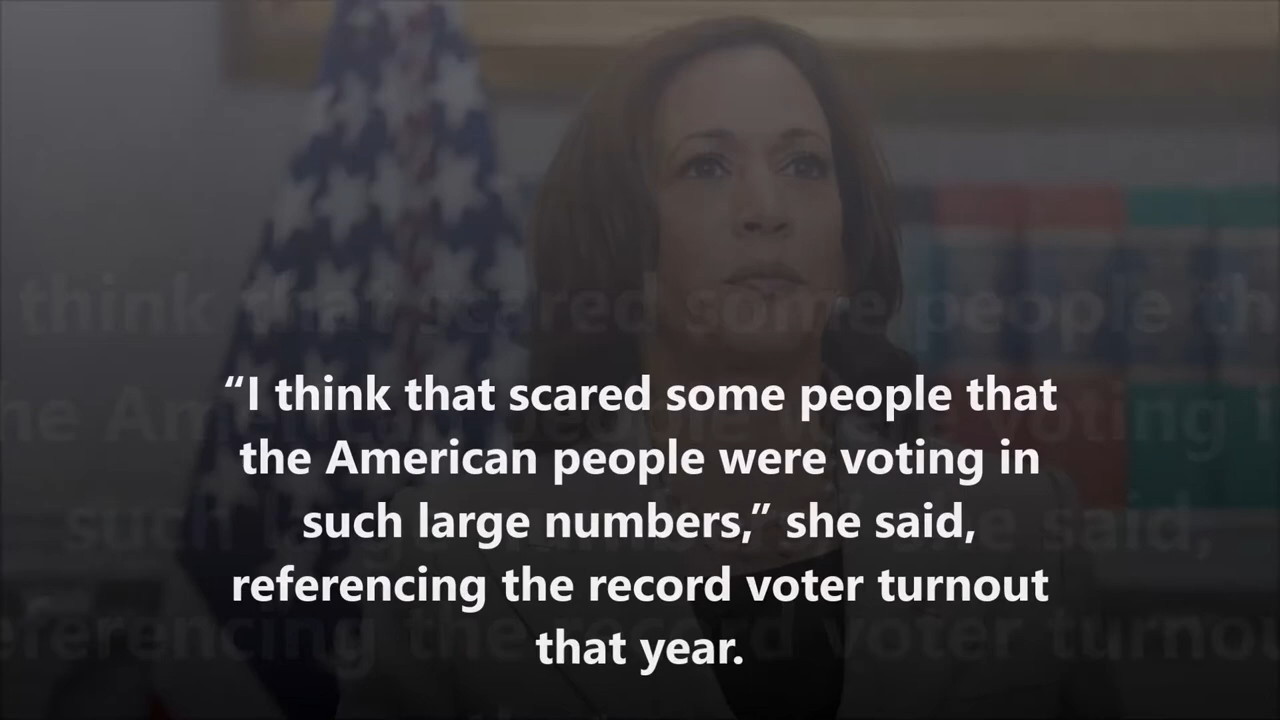 “I think that scared some people that
the American people were voting in
such large numbers,” she said,
referencing the record voter turnout
that year.